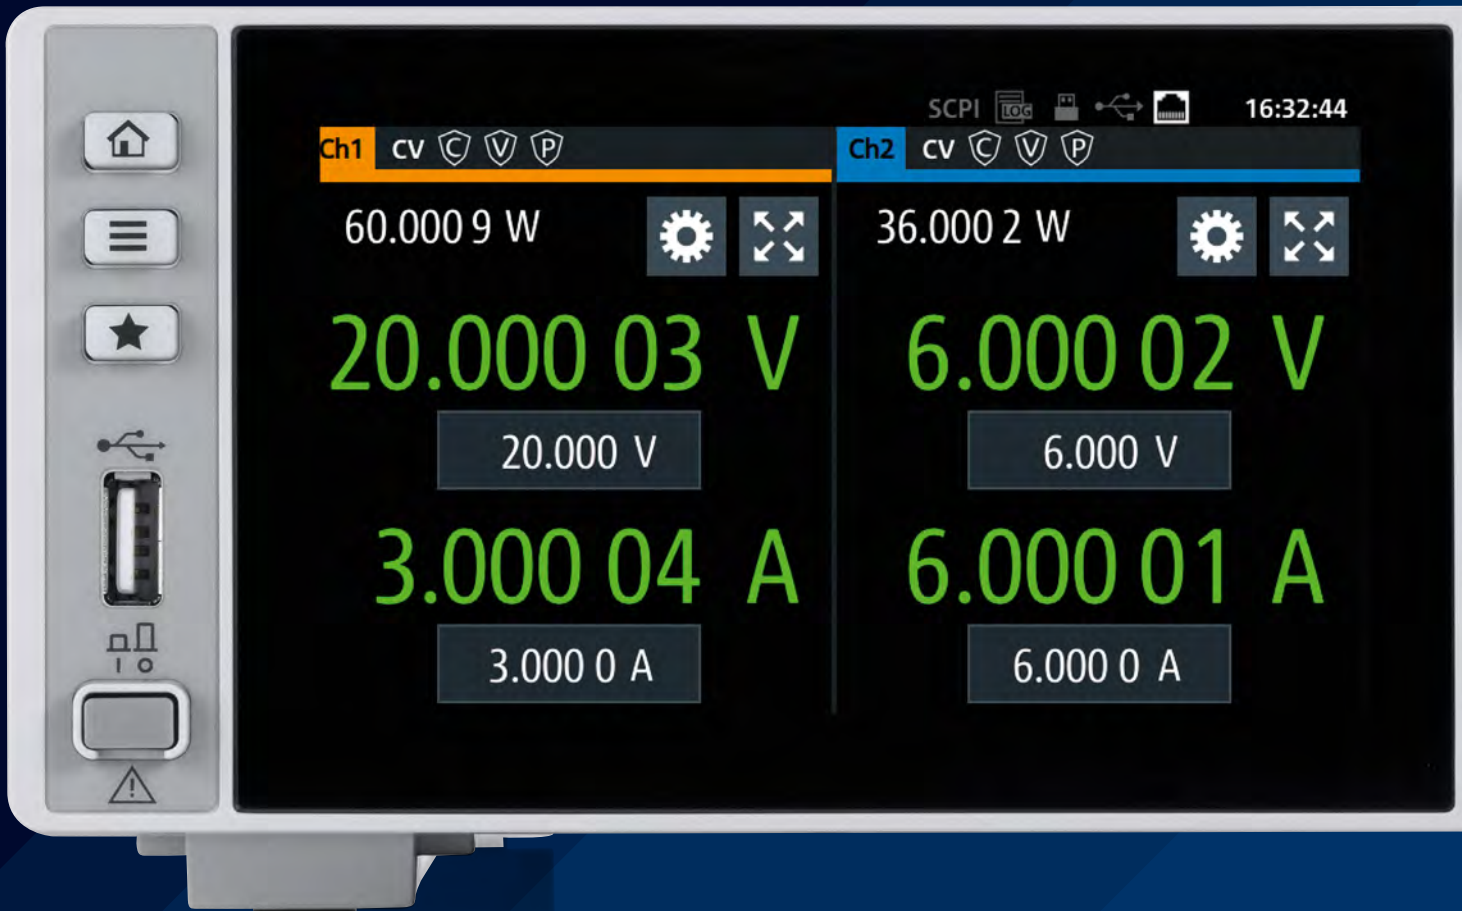 SCPI LOG 16:32:44
Ch1 CV C V P
Ch2 CV C V P
60.000 9 W
36.000 2 W
20.000 03 V
6.000 02 V
20.000 V
6.000 V
3.000 04 A
6.000 01 A
3.000 0 A
6.000 0 A
I O